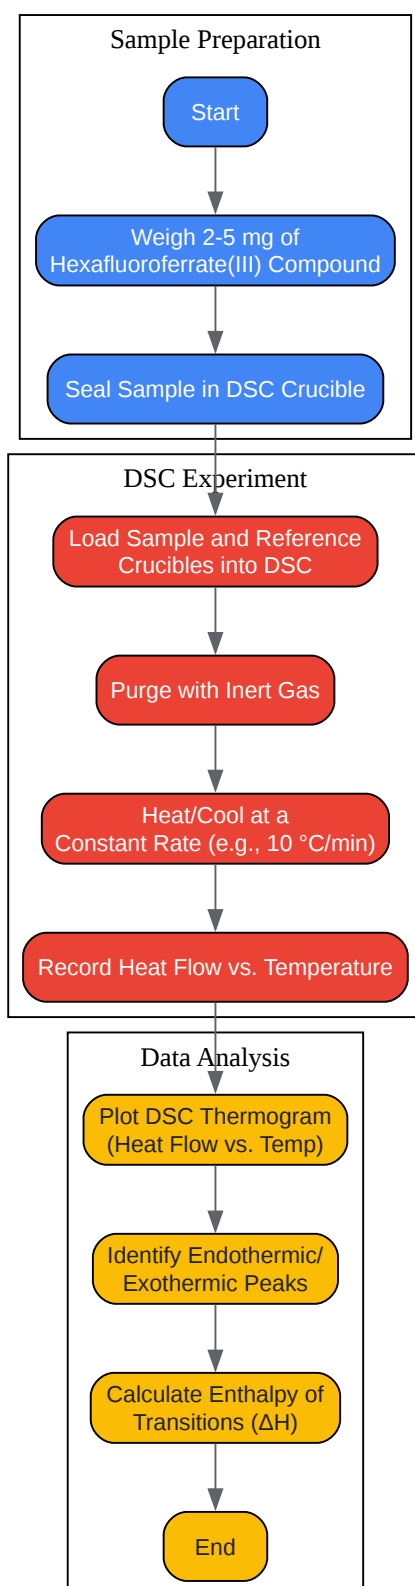 Sample Preparation
Start
Weigh 2-5 mg of
Hexafluoroferrate(III) Compound
Seal Sample in DSC Crucible
DSC Experiment
Load Sample and Reference
Crucibles into DSC
Purge with Inert Gas
Heat/Cool at a
Constant Rate (e.g., 10 °C/min)
Record Heat Flow vs. Temperature
Data Analysis
Plot DSC Thermogram
(Heat Flow vs. Temp)
Identify Endothermic/
Exothermic Peaks
Calculate Enthalpy of
Transitions (ΔH)
End